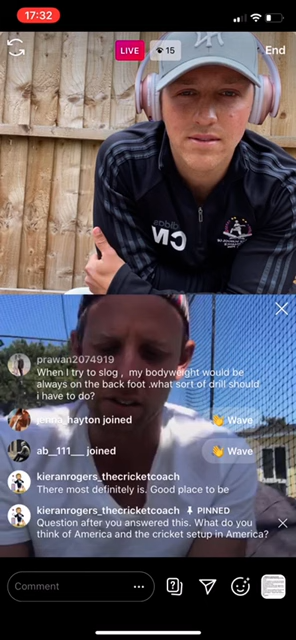 17:32
LIVE 15 End
CM
prawan2074919
When I try to slog , my bodyweight would be
always on the back foot .what sort of drill should
i have to do?
jenna_hayton joined
👋 Wave
ab__111___ joined
👋 Wave
kieranrogers_thecricketcoach
There most definitely is. Good place to be
kieranrogers_thecricketcoach PINNED
Question after you answered this. What do you
think of America and the cricket setup in America?
Comment